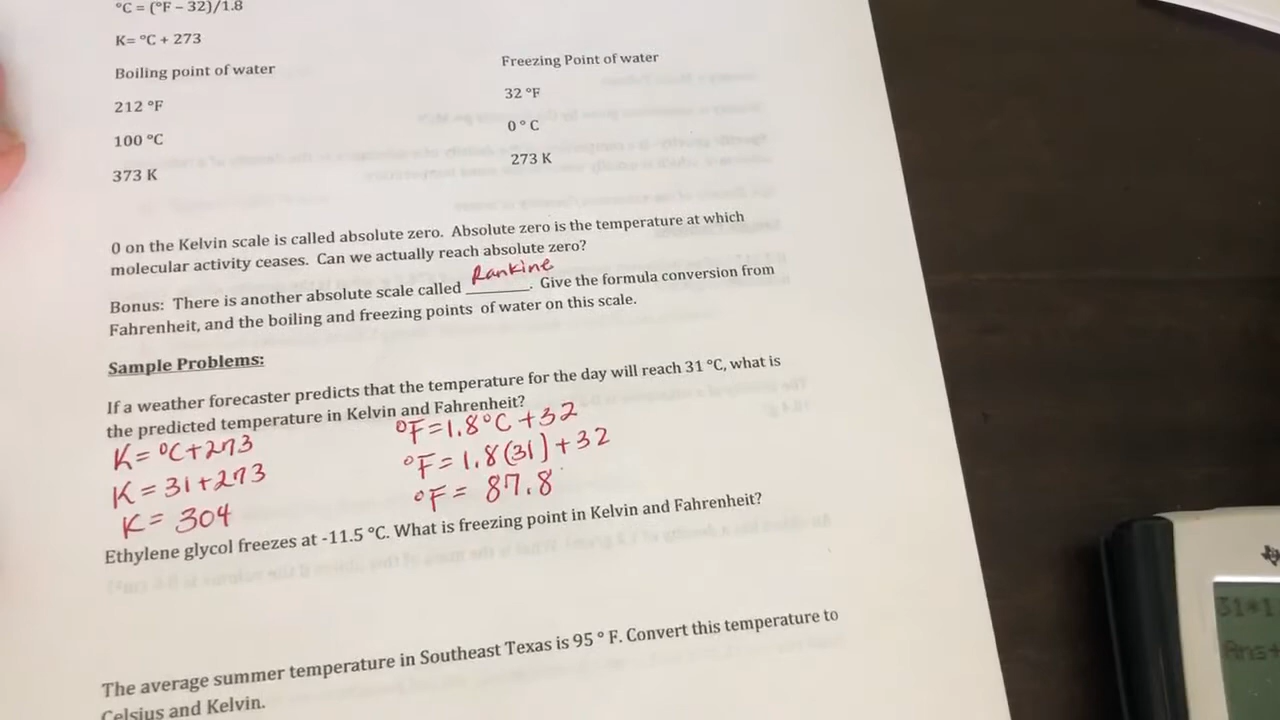 °C = (°F – 32)/1.8
K= °C + 273
Boiling point of water
Freezing Point of water
212 °F
32 °F
100 °C
0 ° C
373 K
273 K
0 on the Kelvin scale is called absolute zero. Absolute zero is the temperature at which
molecular activity ceases. Can we actually reach absolute zero?
Bonus: There is another absolute scale called Rankine. Give the formula conversion from
Fahrenheit, and the boiling and freezing points of water on this scale.
Sample Problems:
If a weather forecaster predicts that the temperature for the day will reach 31 °C, what is
the predicted temperature in Kelvin and Fahrenheit?
K = °C + 273
°F = 1.8°C + 32
K = 31 + 273
°F = 1.8(31) + 32
K = 304
°F = 87.8
Ethylene glycol freezes at -11.5 °C. What is freezing point in Kelvin and Fahrenheit?
The average summer temperature in Southeast Texas is 95 ° F. Convert this temperature to
Celsius and Kelvin.
31*1.
Ans+